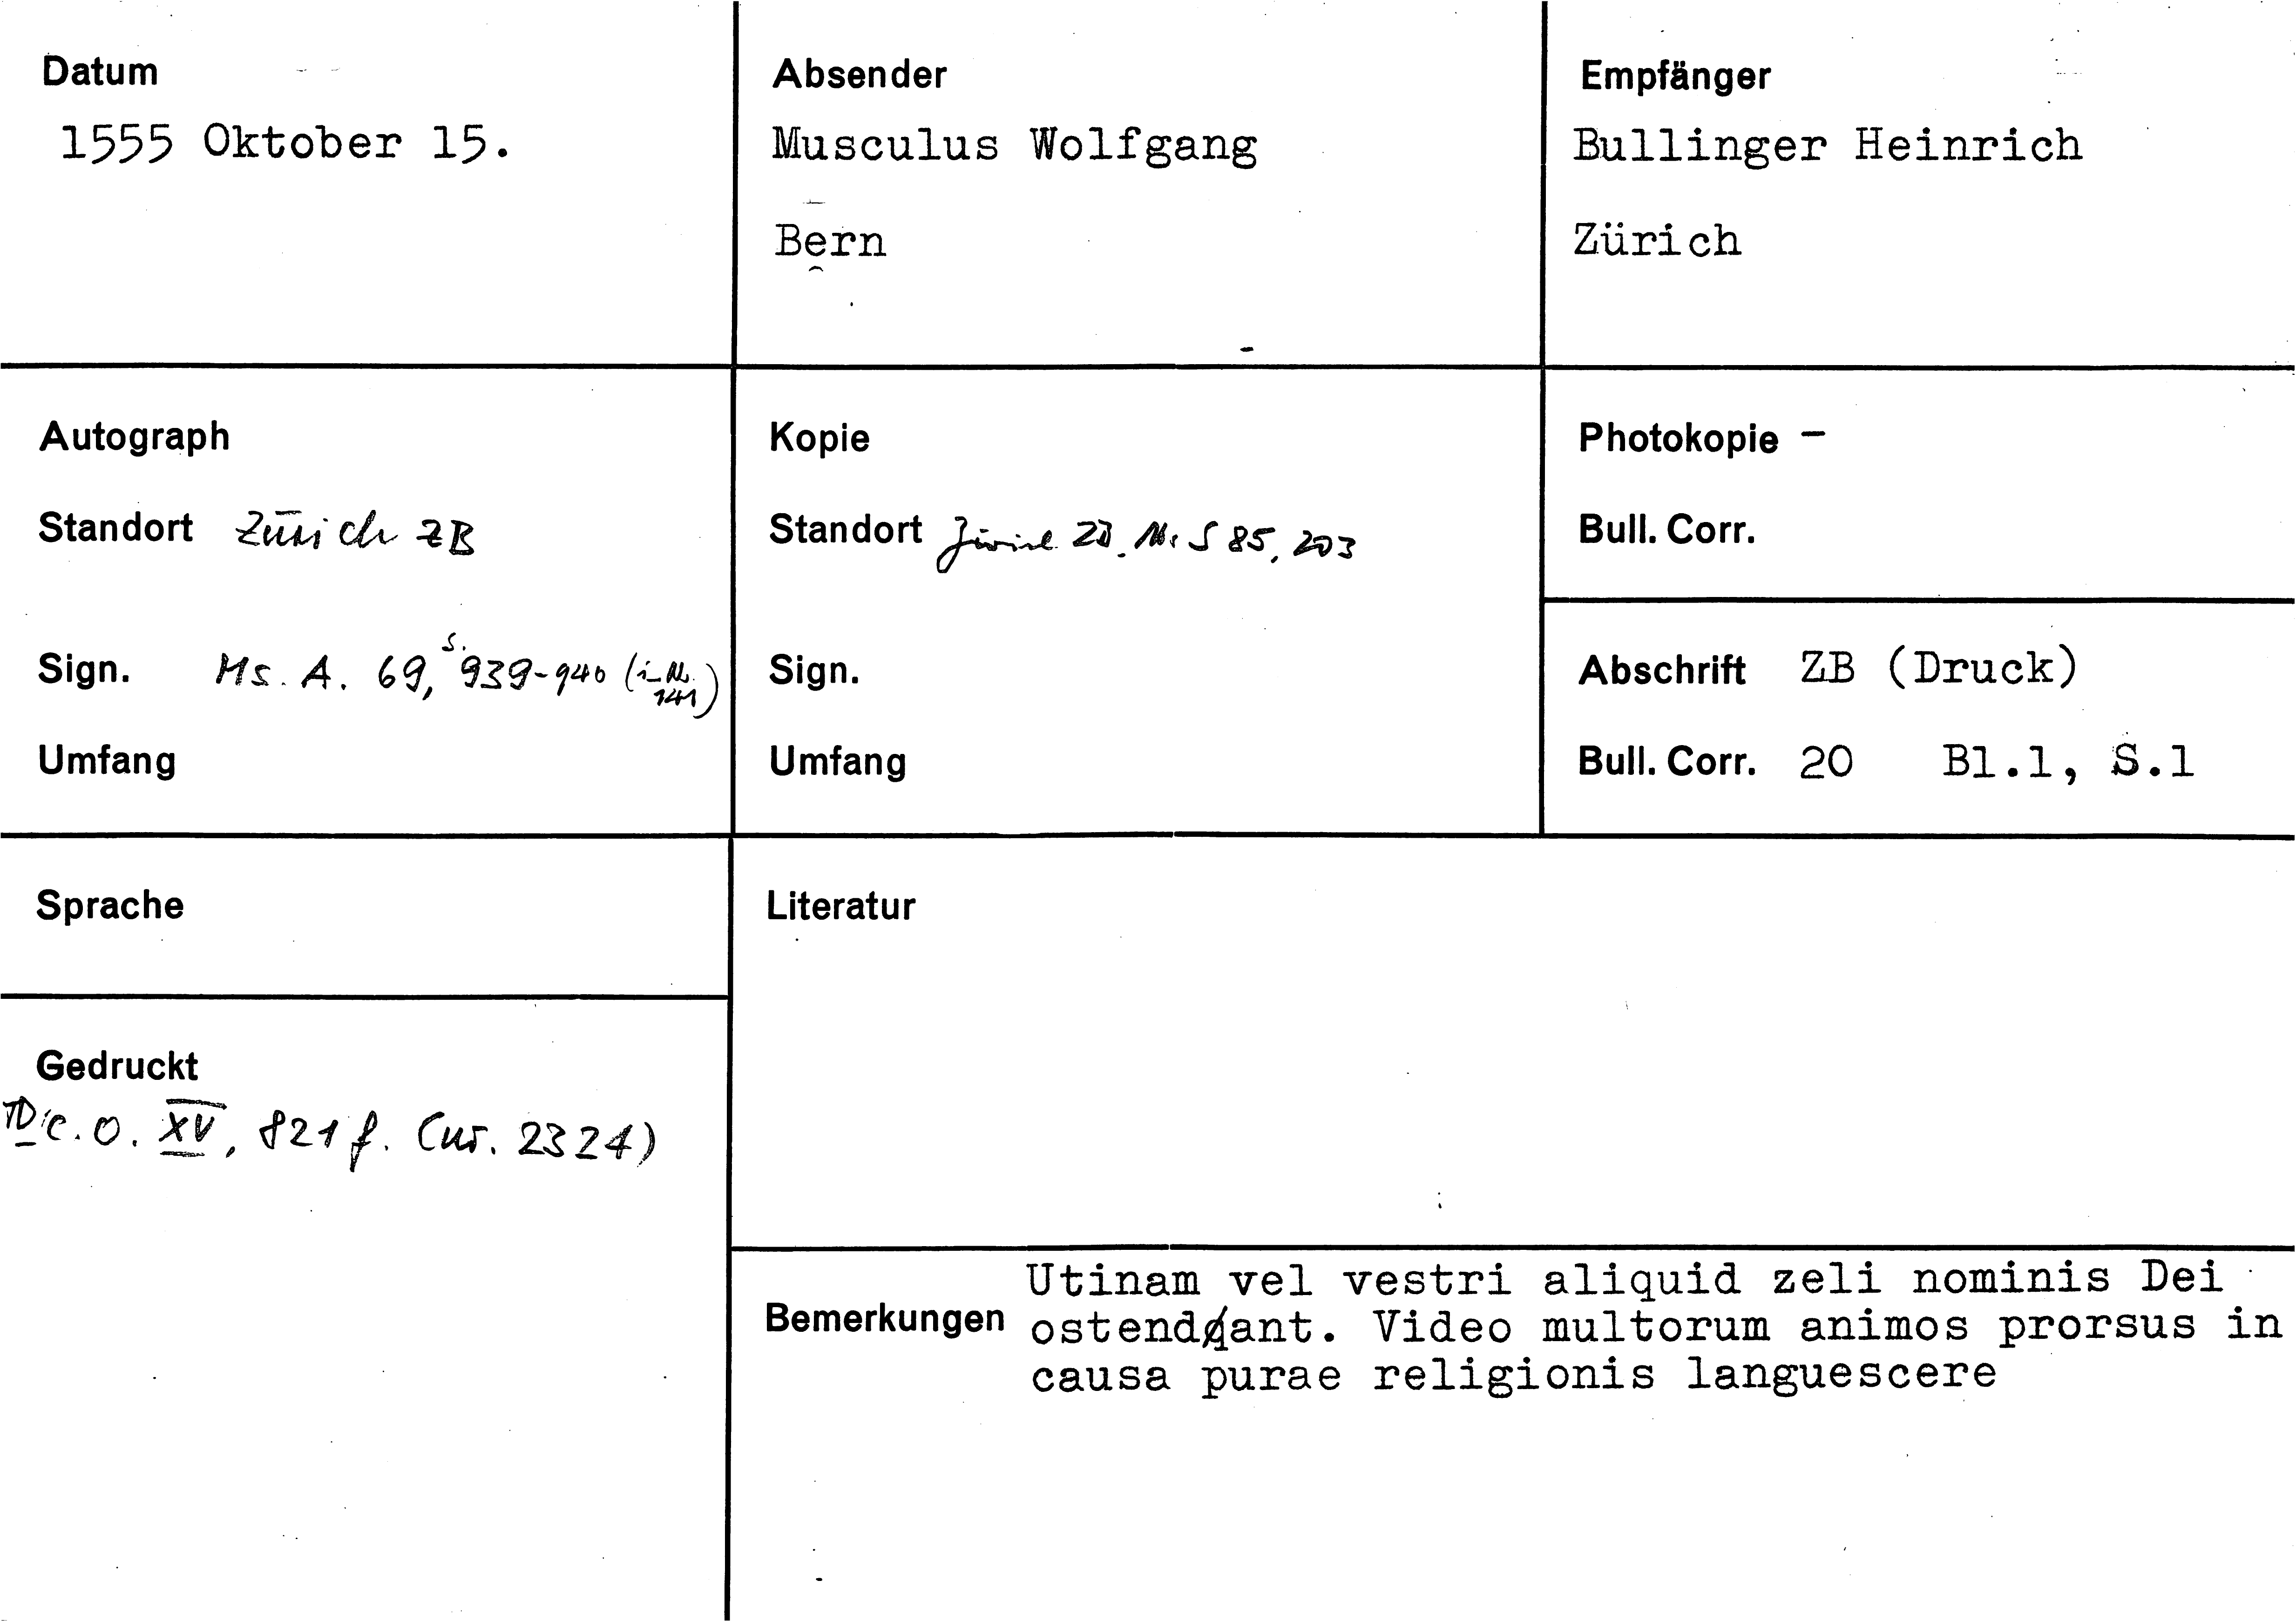 Datum
1555 Oktober 15.
Absender
Musculus Wolfgang
Bern
Empfänger
Bullinger Heinrich
Zürich
Autograph
Standort Zürich ZB
Sign. Ms. A. 69, S. 939-940 (in Nr. 141)
Umfang
Kopie
Standort Zürich ZB. Ms S 85, 203
Sign.
Umfang
Photokopie -
Bull. Corr.
Abschrift ZB (Druck)
Bull. Corr. 20 Bl.1, S.1
Sprache
Literatur
Gedruckt
C.O. XV, 821 f. (nr. 2324)
Bemerkungen
Utinam vel vestri aliquid zeli nominis Dei
ostendant. Video multorum animos prorsus in
causa purae religionis languescere